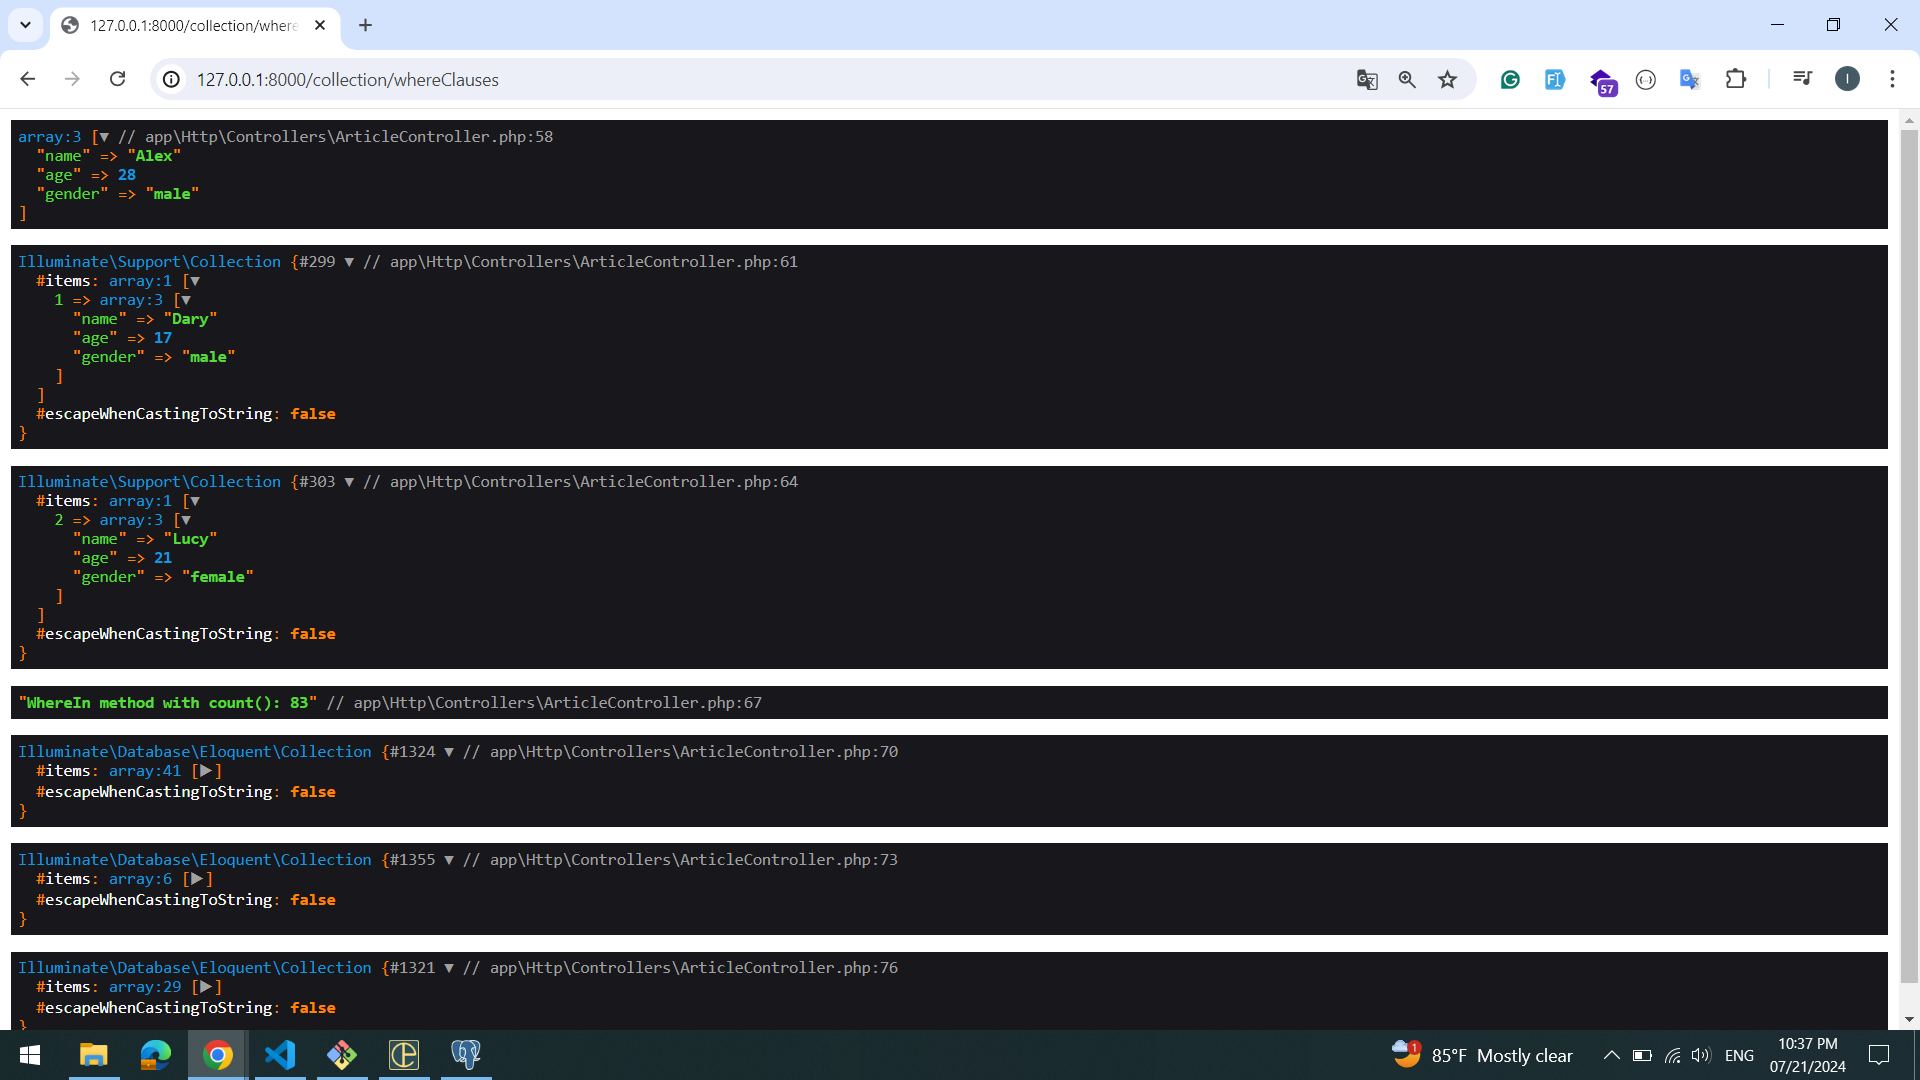 127.0.0.1:8000/collection/where
127.0.0.1:8000/collection/whereClauses
57
I
array:3 [▼ // app\Http\Controllers\ArticleController.php:58
"name" => "Alex"
"age" => 28
"gender" => "male"
]
Illuminate\Support\Collection {#299 ▼ // app\Http\Controllers\ArticleController.php:61
#items: array:1 [▼
1 => array:3 [▼
"name" => "Dary"
"age" => 17
"gender" => "male"
]
]
#escapeWhenCastingToString: false
}
Illuminate\Support\Collection {#303 ▼ // app\Http\Controllers\ArticleController.php:64
#items: array:1 [▼
2 => array:3 [▼
"name" => "Lucy"
"age" => 21
"gender" => "female"
]
]
#escapeWhenCastingToString: false
}
"WhereIn method with count(): 83" // app\Http\Controllers\ArticleController.php:67
Illuminate\Database\Eloquent\Collection {#1324 ▼ // app\Http\Controllers\ArticleController.php:70
#items: array:41 [▶]
#escapeWhenCastingToString: false
}
Illuminate\Database\Eloquent\Collection {#1355 ▼ // app\Http\Controllers\ArticleController.php:73
#items: array:6 [▶]
#escapeWhenCastingToString: false
}
Illuminate\Database\Eloquent\Collection {#1321 ▼ // app\Http\Controllers\ArticleController.php:76
#items: array:29 [▶]
#escapeWhenCastingToString: false
}
1
85°F Mostly clear
ENG
10:37 PM
07/21/2024